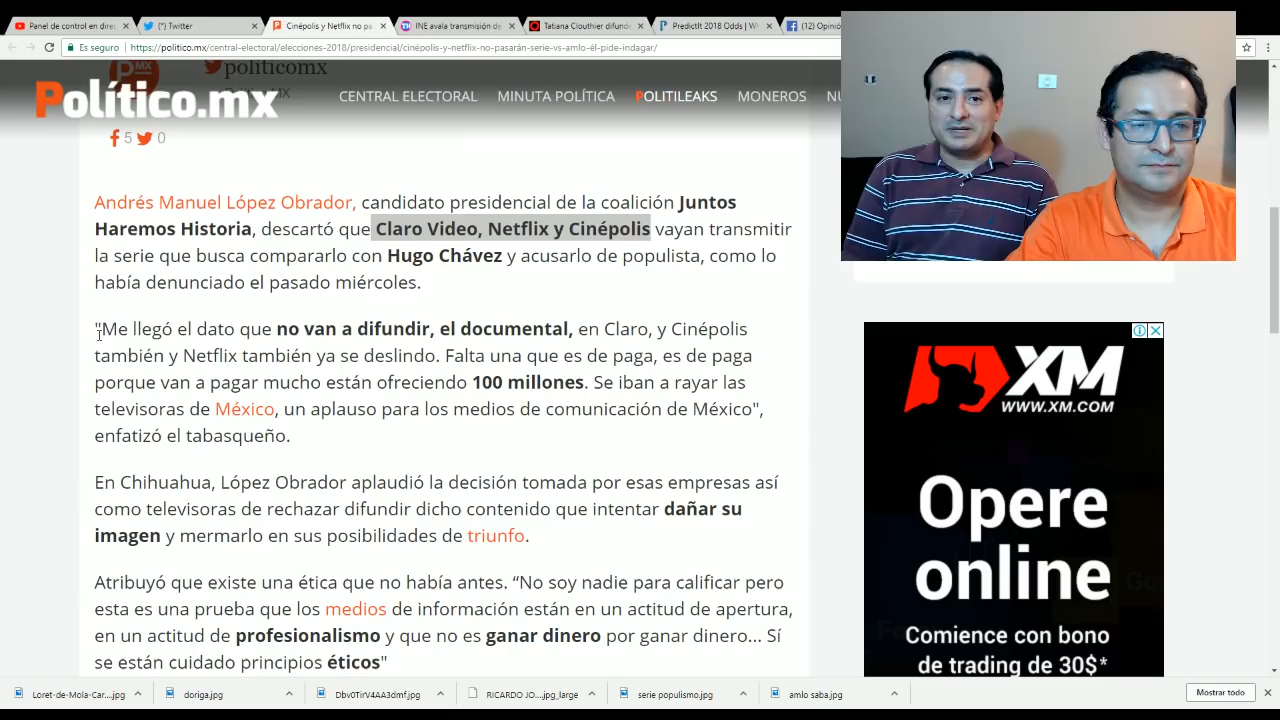 Panel de control en direc
(*) Twitter
Cinépolis y Netflix no pa
INE avala transmisión de
Tatiana Clouthier difund
PredictIt 2018 Odds | W
(12) Opinió
Es seguro
https://politico.mx/central-electoral/elecciones-2018/presidencial/cinépolis-y-netflix-no-pasarán-serie-vs-amlo-él-pide-indagar/
politicomx
Político.mx
CENTRAL ELECTORAL
MINUTA POLÍTICA
POLITILEAKS
MONEROS
NU
5 0
Andrés Manuel López Obrador, candidato presidencial de la coalición Juntos
Haremos Historia, descartó que Claro Video, Netflix y Cinépolis vayan transmitir
la serie que busca compararlo con Hugo Chávez y acusarlo de populista, como lo
había denunciado el pasado miércoles.
"Me llegó el dato que no van a difundir, el documental, en Claro, y Cinépolis
también y Netflix también ya se deslindo. Falta una que es de paga, es de paga
porque van a pagar mucho están ofreciendo 100 millones. Se iban a rayar las
televisoras de México, un aplauso para los medios de comunicación de México",
enfatizó el tabasqueño.
En Chihuahua, López Obrador aplaudió la decisión tomada por esas empresas así
como televisoras de rechazar difundir dicho contenido que intentar dañar su
imagen y mermarlo en sus posibilidades de triunfo.
Atribuyó que existe una ética que no había antes. “No soy nadie para calificar pero
esta es una prueba que los medios de información están en un actitud de apertura,
en un actitud de profesionalismo y que no es ganar dinero por ganar dinero... Sí
se están cuidado principios éticos"
XM
WWW.XM.COM
Opere
online
Comience con bono
de trading de 30$*
Loret-de-Mola-Car....jpg
doriga.jpg
Dbv0TirV4AA3dmf.jpg
RICARDO JO....jpg_large
serie populismo.jpg
amlo saba.jpg
Mostrar todo